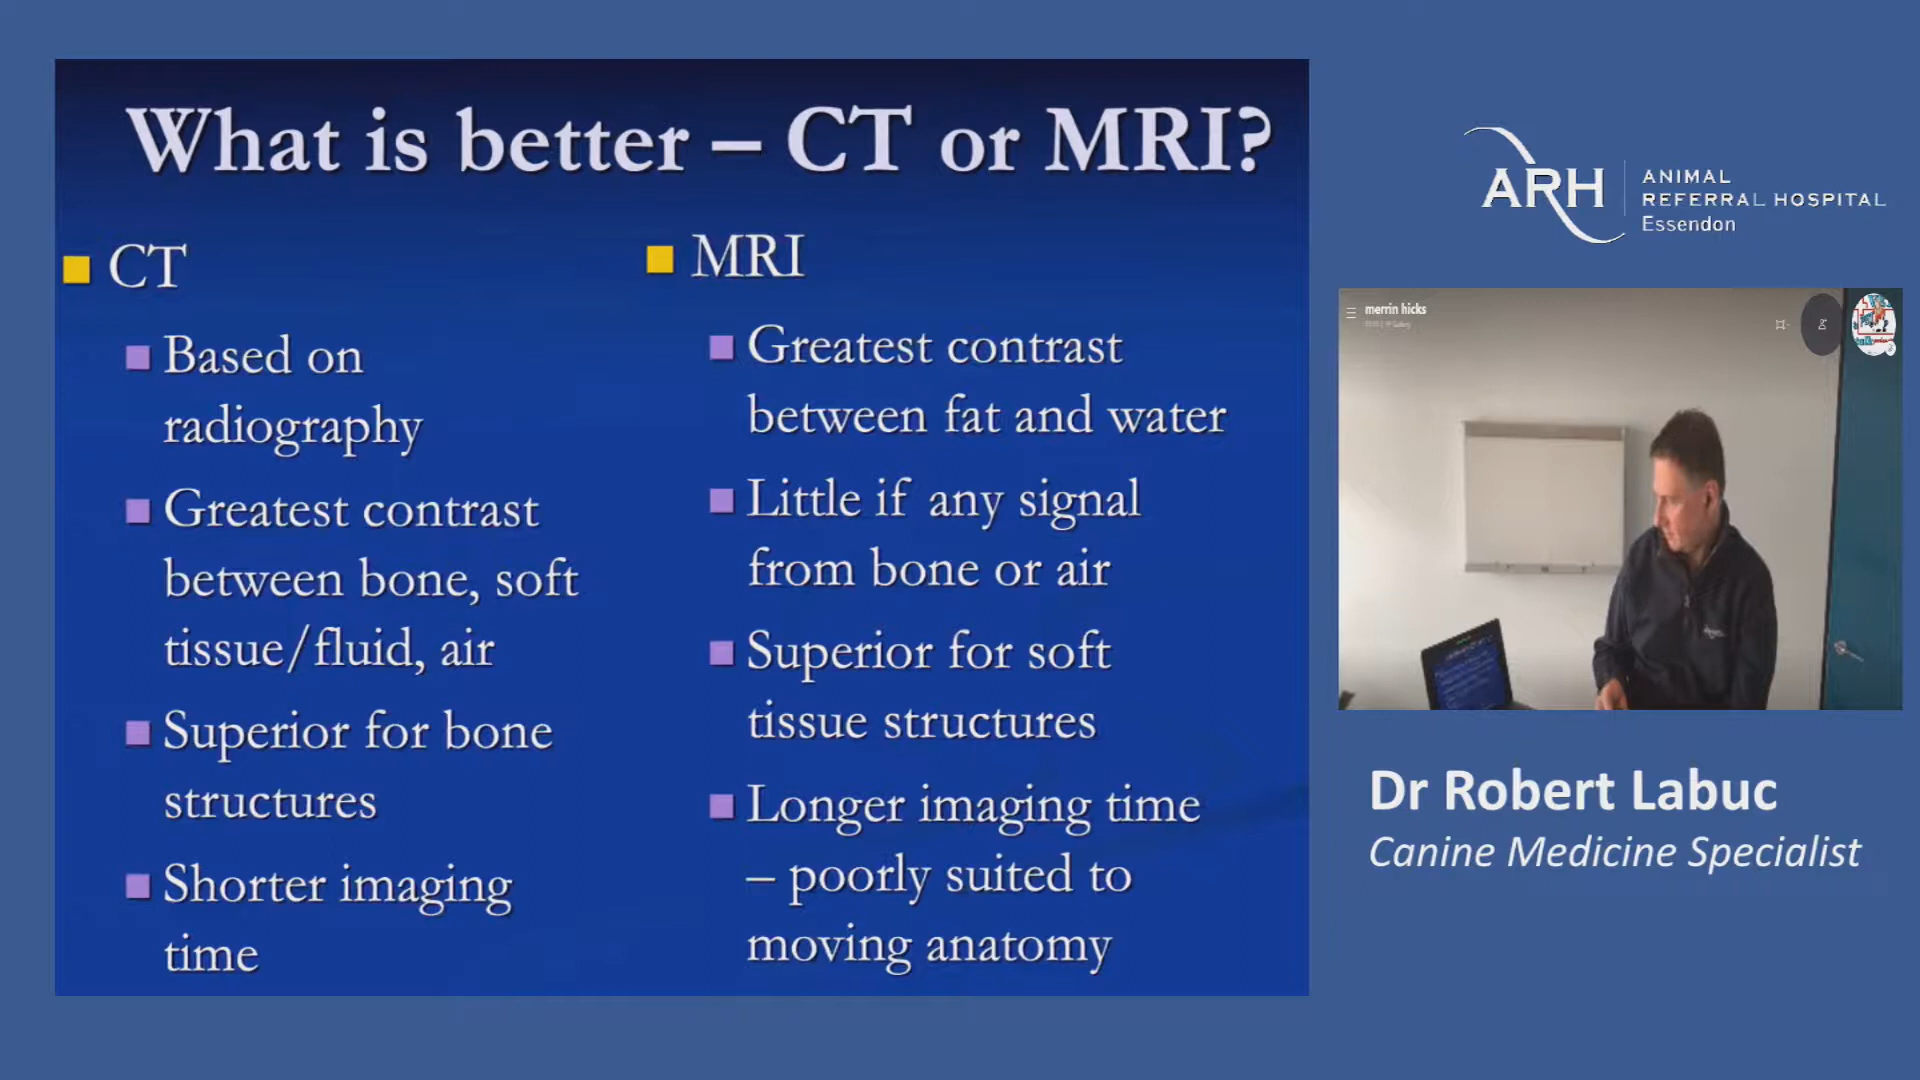 What is better – CT or MRI?
CT
Based on
radiography
Greatest contrast
between bone, soft
tissue/fluid, air
Superior for bone
structures
Shorter imaging
time
MRI
Greatest contrast
between fat and water
Little if any signal
from bone or air
Superior for soft
tissue structures
Longer imaging time
– poorly suited to
moving anatomy
ARH
ANIMAL
REFERRAL HOSPITAL
Essendon
merrin hicks
Dr Robert Labuc
Canine Medicine Specialist